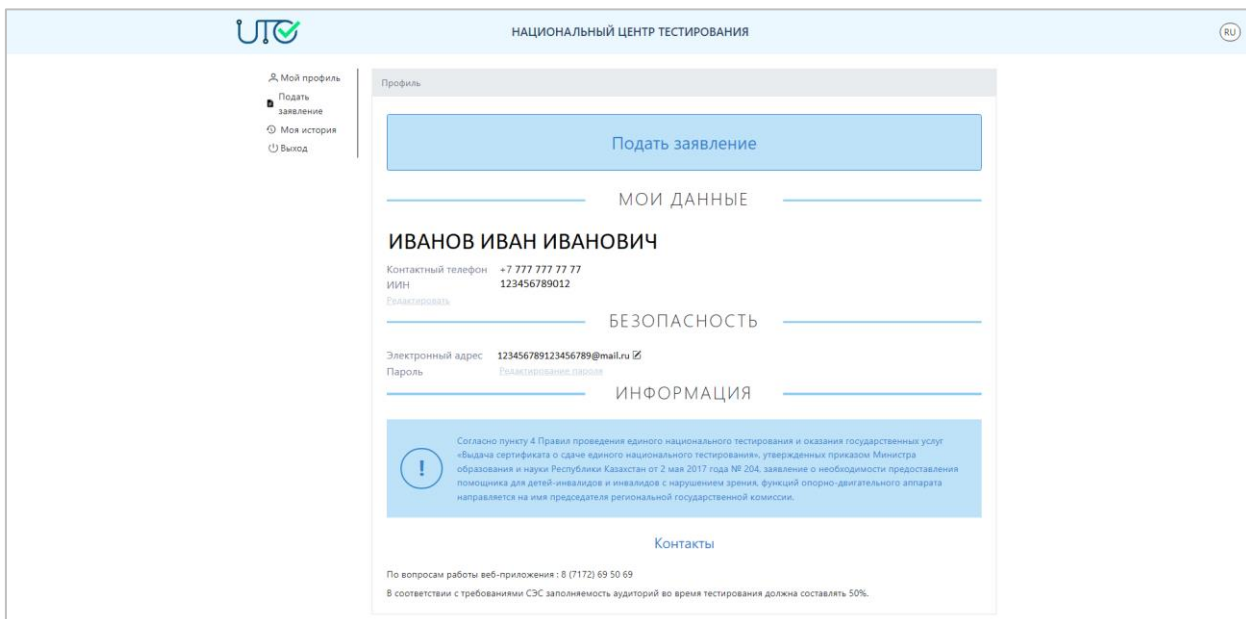 UTO
НАЦИОНАЛЬНЫЙ ЦЕНТР ТЕСТИРОВАНИЯ
RU
Мой профиль
Подать
заявление
Моя история
Выход
Профиль
Подать заявление
МОИ ДАННЫЕ
ИВАНОВ ИВАН ИВАНОВИЧ
Контактный телефон +7 777 777 77 77
ИИН 123456789012
Редактировать
БЕЗОПАСНОСТЬ
Электронный адрес 123456789123456789@mail.ru
Пароль Редактирование пароля
ИНФОРМАЦИЯ
Согласно пункту 4 Правил проведения единого национального тестирования и оказания государственных услуг
«Выдача сертификата о сдаче единого национального тестирования», утвержденных приказом Министра
образования и науки Республики Казахстан от 2 мая 2017 года № 204, заявление о необходимости предоставления
помощника для детей-инвалидов и инвалидов с нарушением зрения, функций опорно-двигательного аппарата
направляется на имя председателя региональной государственной комиссии.
Контакты
По вопросам работы веб-приложения : 8 (7172) 69 50 69
В соответствии с требованиями СЭС заполняемость аудиторий во время тестирования должна составлять 50%.